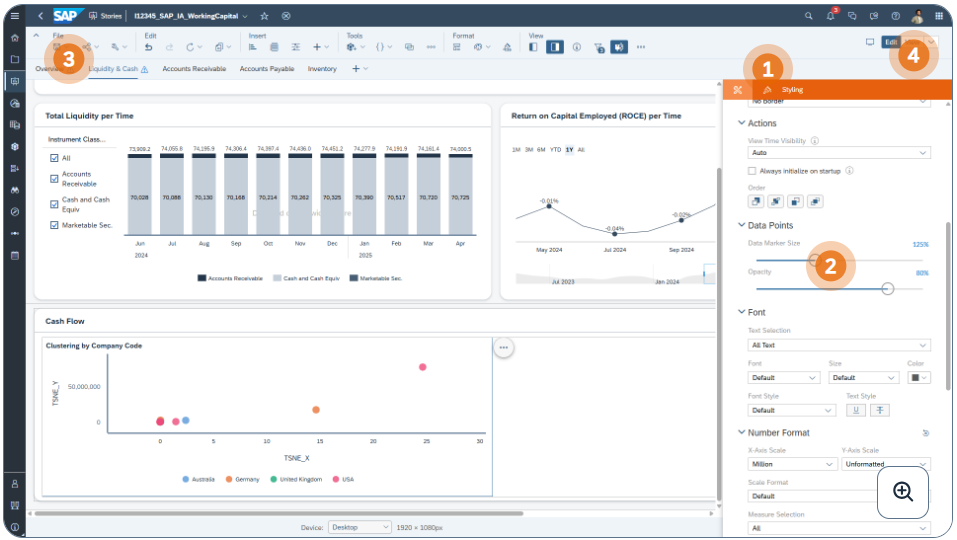 SAP Stories I12345_SAP_IA_WorkingCapital
3
File Edit Insert Tools Format View
Edit
3 1 4
Liquidity & Cash Accounts Receivable Accounts Payable Inventory
Styling
No Border
Total Liquidity per Time
Instrument Class...
All
Accounts
Receivable
Cash and Cash
Equiv
Marketable Sec.
73,909.2 74,055.8 74,195.9 74,306.4 74,397.4 74,436.0 74,451.2 74,277.9 74,191.9 74,161.4 74,000.5
70,028 70,088 70,130 70,168 70,214 70,262 70,325 70,390 70,517 70,720 70,725
Jun Jul Aug Sep Oct Nov Dec Jan Feb Mar Apr
2024 2025
Accounts Receivable Cash and Cash Equiv Marketable Sec.
Return on Capital Employed (ROCE) per Time
2M 3M 6M YTD 1Y All
-0.01%
-0.04%
-0.02%
May 2024 Jul 2024 Sep 2024
Jul 2023 Jan 2024
Cash Flow
Clustering by Company Code
TSNE_Y
50,000,000
0
0 5 10 15 20 25 30
TSNE_X
Australia Germany United Kingdom USA
Device: Desktop 1920 × 1080px
Actions
View Time Visibility
Auto
Always initialize on startup
Order
Data Points
Data Marker Size 125%
2
Opacity 80%
Font
Text Selection
All Text
Font Size Color
Default Default
Font Style Text Style
Default U T
Number Format
X-Axis Scale Y-Axis Scale
Million Unformatted
Scale Format
Default
Measure Selection
All